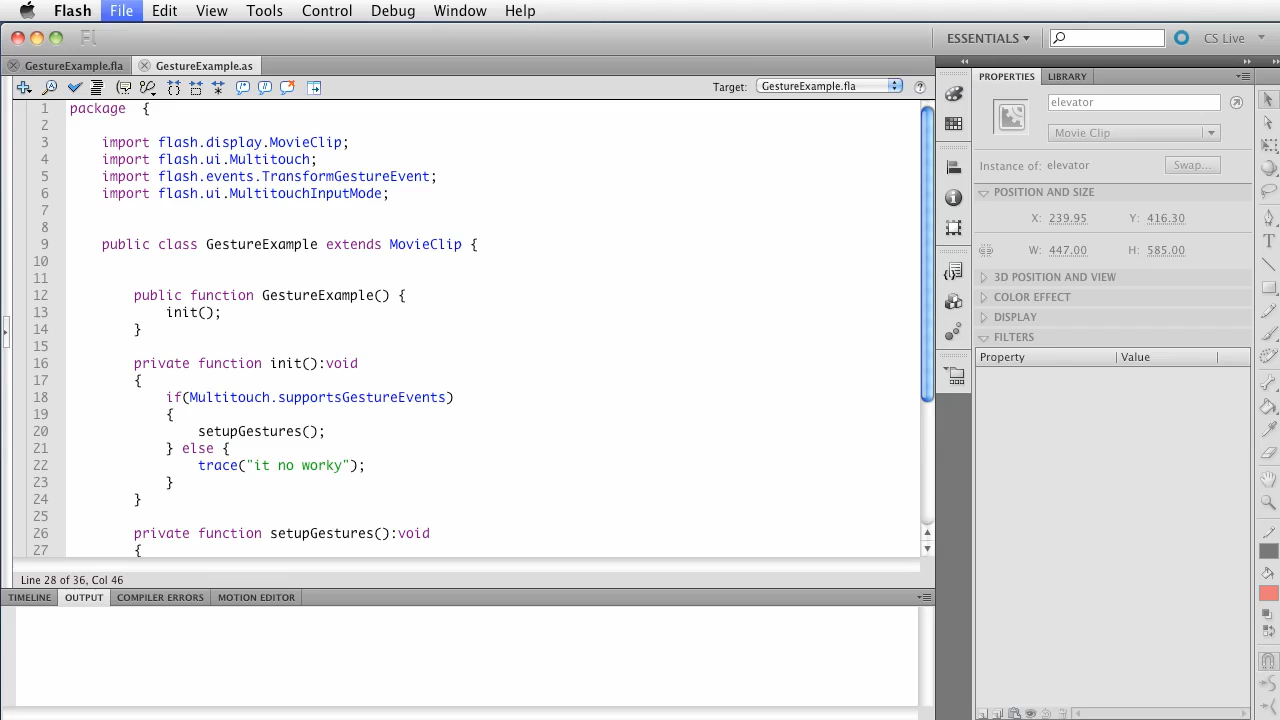 Flash File Edit View Tools Control Debug Window Help
Fl ESSENTIALS CS Live
GestureExample.fla GestureExample.as
PROPERTIES LIBRARY
Target: GestureExample.fla
elevator
Movie Clip
Instance of: elevator Swap...
POSITION AND SIZE
X: 239.95 Y: 416.30
W: 447.00 H: 585.00
3D POSITION AND VIEW
COLOR EFFECT
DISPLAY
FILTERS
Property Value
1 package {
2
3 import flash.display.MovieClip;
4 import flash.ui.Multitouch;
5 import flash.events.TransformGestureEvent;
6 import flash.ui.MultitouchInputMode;
7
8
9 public class GestureExample extends MovieClip {
10
11
12 public function GestureExample() {
13 init();
14 }
15
16 private function init():void
17 {
18 if(Multitouch.supportsGestureEvents)
19 {
20 setupGestures();
21 } else {
22 trace("it no worky");
23 }
24 }
25
26 private function setupGestures():void
27 {
Line 28 of 36, Col 46
TIMELINE OUTPUT COMPILER ERRORS MOTION EDITOR